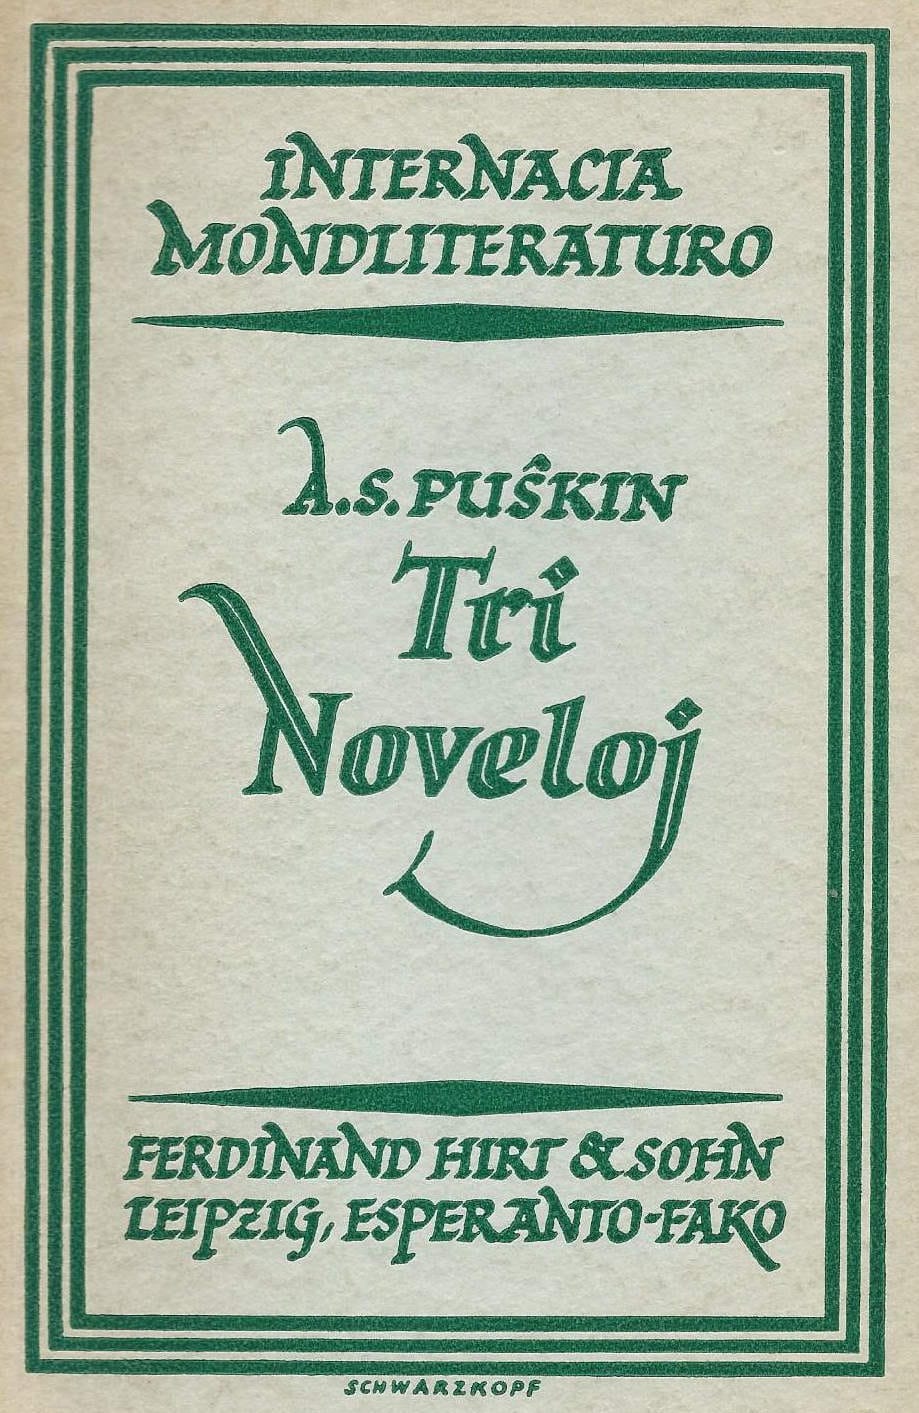 INTERNACIA
MONDLITERATURO
A.S. PUŜKIN
Tri
Noveloj
FERDINAND HIRT & SOHN
LEIPZIG, ESPERANTO-FAKO
SCHWARZKOPF